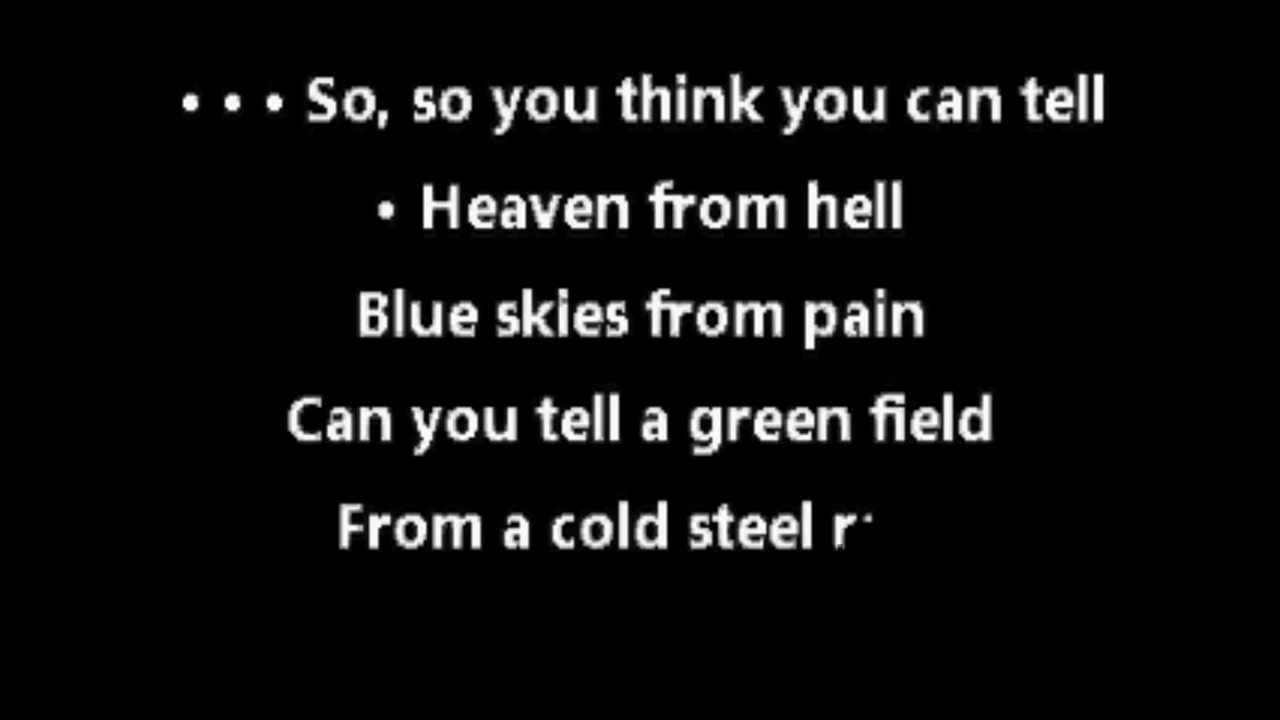 • • • So, so you think you can tell
• Heaven from hell
Blue skies from pain
Can you tell a green field
From a cold steel r